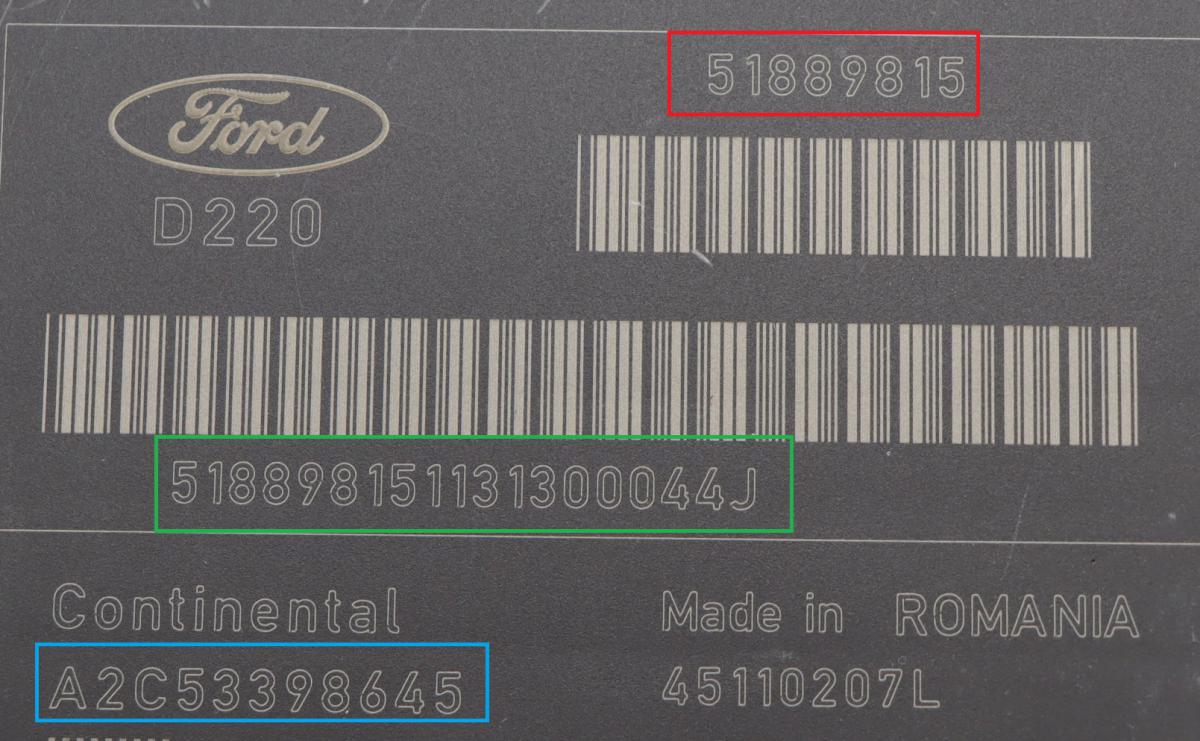 51889815
Ford
D220
51889815113130004​4J
Continental
Made in ROMANIA
A2C53398645
45110207L